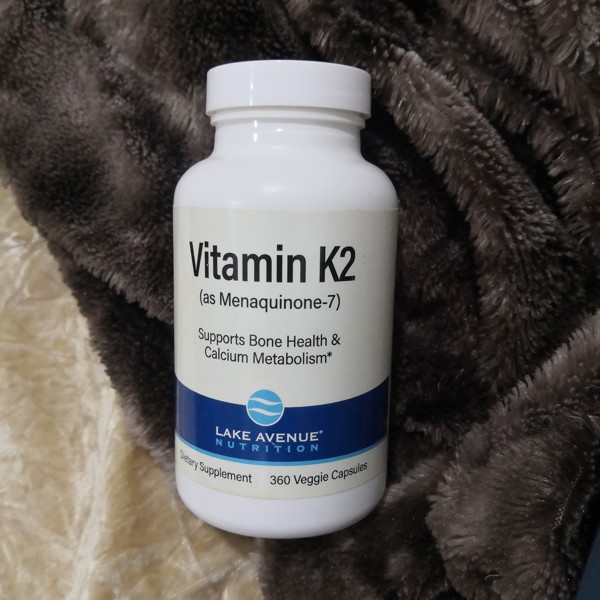 Vitamin K2
(as Menaquinone-7)
Supports Bone Health &
Calcium Metabolism*
LAKE AVENUE®
NUTRITION
Dietary Supplement 360 Veggie Capsules